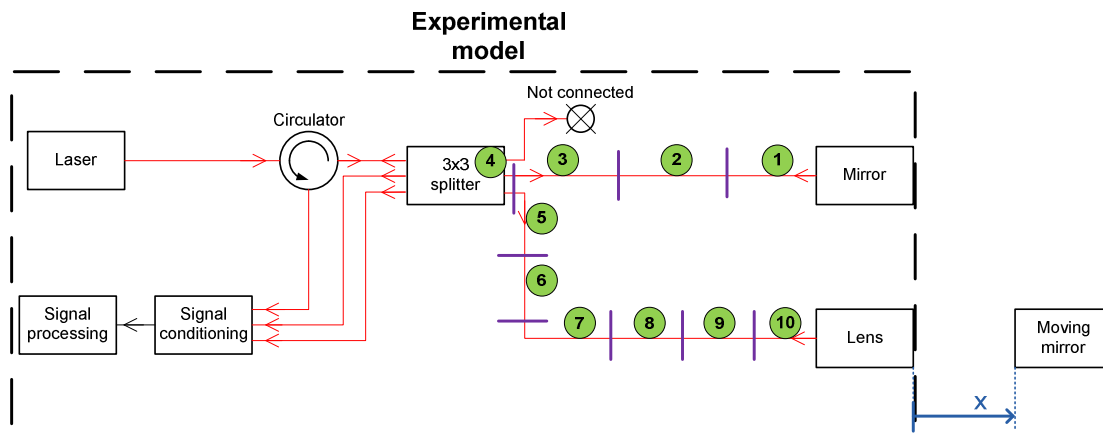 Experimental
model
Not connected
Circulator
Laser
3x3
splitter
4
3
2
1
Mirror
5
6
Signal
processing
Signal
conditioning
7
8
9
10
Lens
Moving
mirror
x